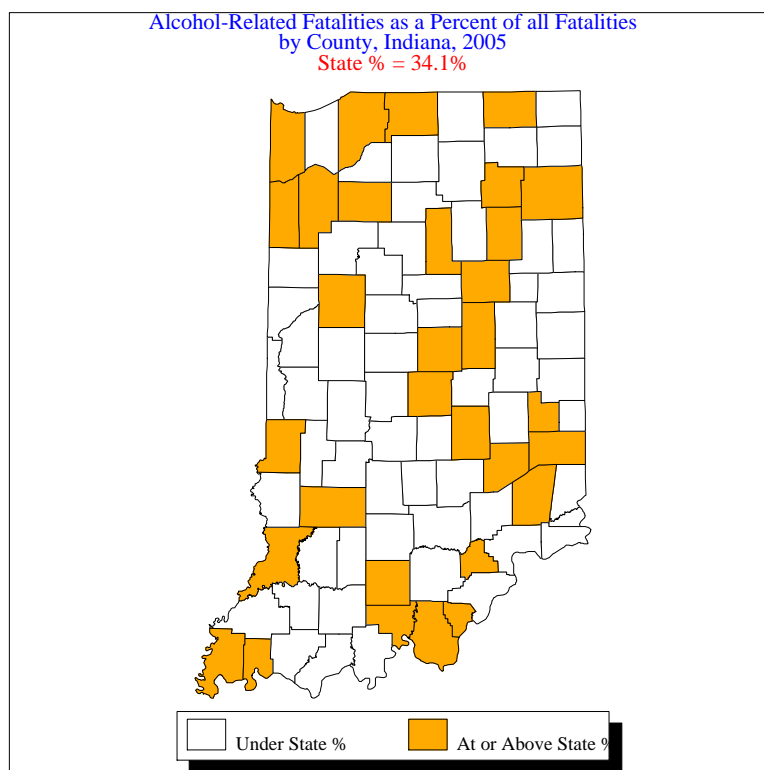 Alcohol-Related Fatalities as a Percent of all Fatalities
by County, Indiana, 2005
State % = 34.1%
Under State %
At or Above State %